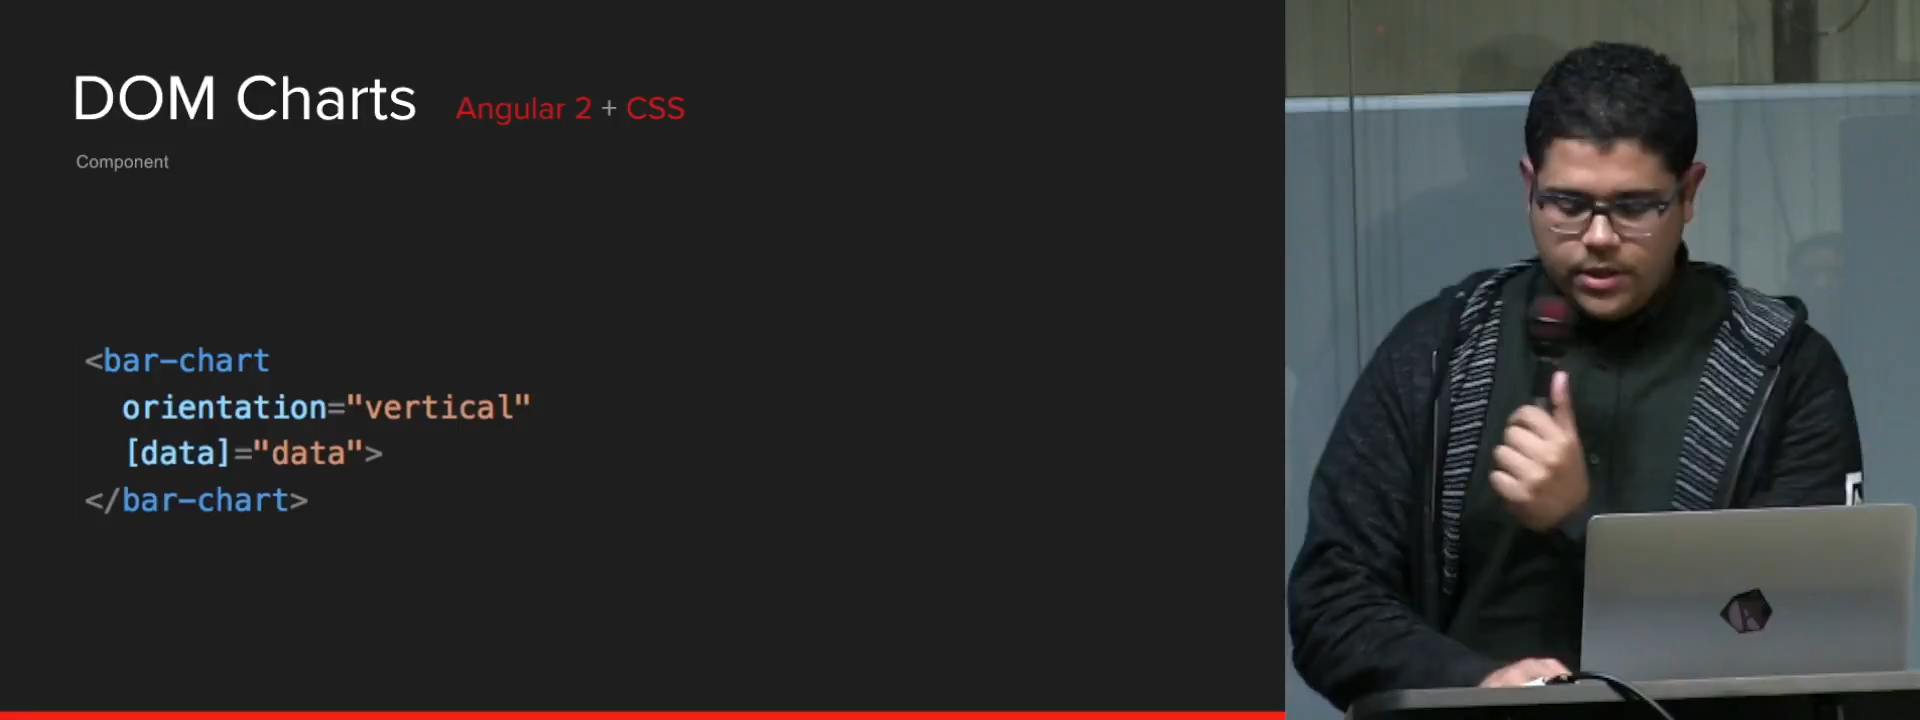 DOM Charts Angular 2 + CSS
Component
<bar-chart
  orientation="vertical"
  [data]="data">
</bar-chart>